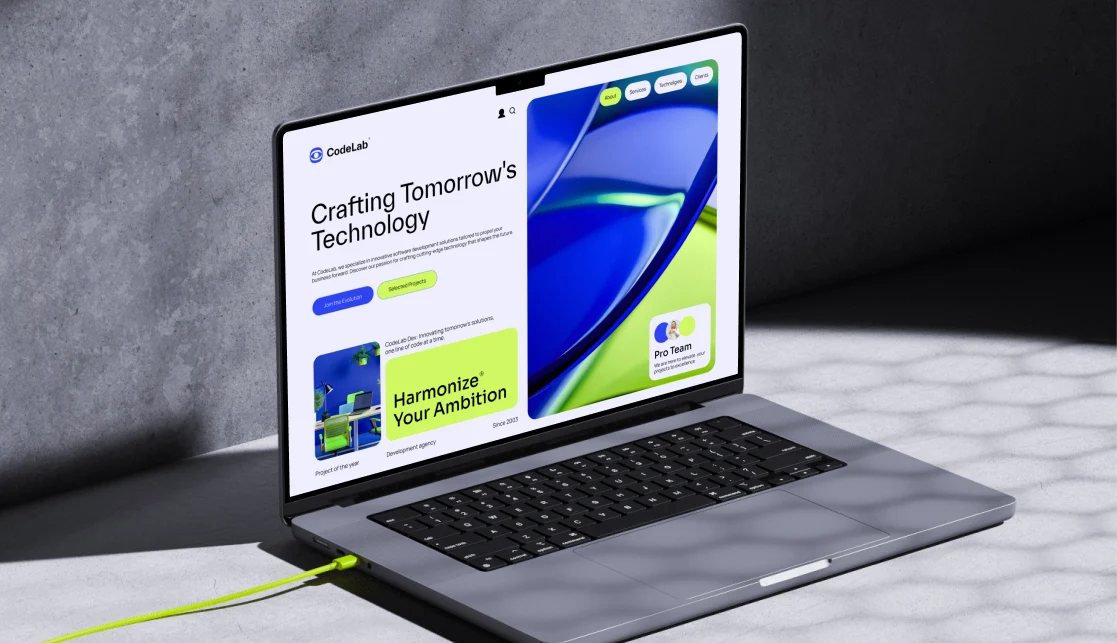 CodeLab
Crafting Tomorrow's
Technology
At CodeLab, we specialize in innovative software development solutions tailored to propel your
business forward. Discover our passion for crafting cutting-edge technology that shapes the future.
Join the Evolution
Selected Projects
CodeLab Dev: Innovating tomorrow's solutions,
one line of code at a time.
Harmonize®
Your Ambition
Project of the year
Development agency
Since 2003
About
Services
Clients
Pro Team
We are here to elevate your
projects to excellence